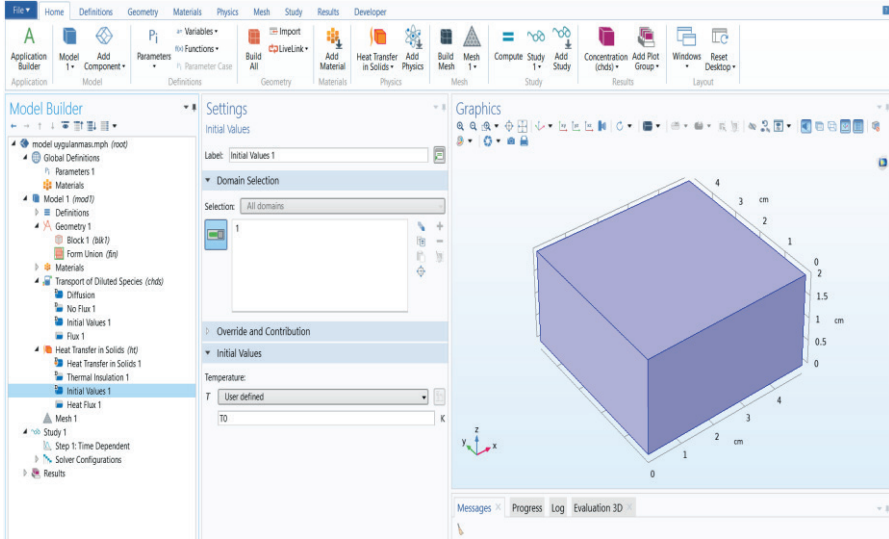 File ▾ Home Definitions Geometry Materials Physics Mesh Study Results Developer
Application Builder
Model 1 ▾
Add Component ▾
Pi Parameters ▾
a= Variables ▾
f(x) Functions ▾
Pi Parameter Case
Build All
Import
LiveLink ▾
Add Material
Heat Transfer in Solids ▾
Add Physics
Build Mesh
Mesh 1 ▾
Compute
Study 1 ▾
Add Study
Concentration (chds) ▾
Add Plot Group ▾
Windows ▾
Reset Desktop ▾
Application Model Definitions Geometry Materials Physics Mesh Study Results Layout
Model Builder
model uygulanması.mph (root)
Global Definitions
Pi Parameters 1
Materials
Model 1 (mod1)
Definitions
Geometry 1
Block 1 (blk1)
Form Union (fin)
Materials
Transport of Diluted Species (chds)
Diffusion
No Flux 1
Initial Values 1
Flux 1
Heat Transfer in Solids (ht)
Heat Transfer in Solids 1
Thermal Insulation 1
Initial Values 1
Heat Flux 1
Mesh 1
Study 1
Step 1: Time Dependent
Solver Configurations
Results
Settings
Initial Values
Label: Initial Values 1
Domain Selection
Selection: All domains
1
Override and Contribution
Initial Values
Temperature:
T User defined
T0 K
Graphics
4
3 cm
2
1
0
2
1.5
1 cm
0.5
0
4
3
2 cm
1
0
z
y x
Messages Progress Log Evaluation 3D